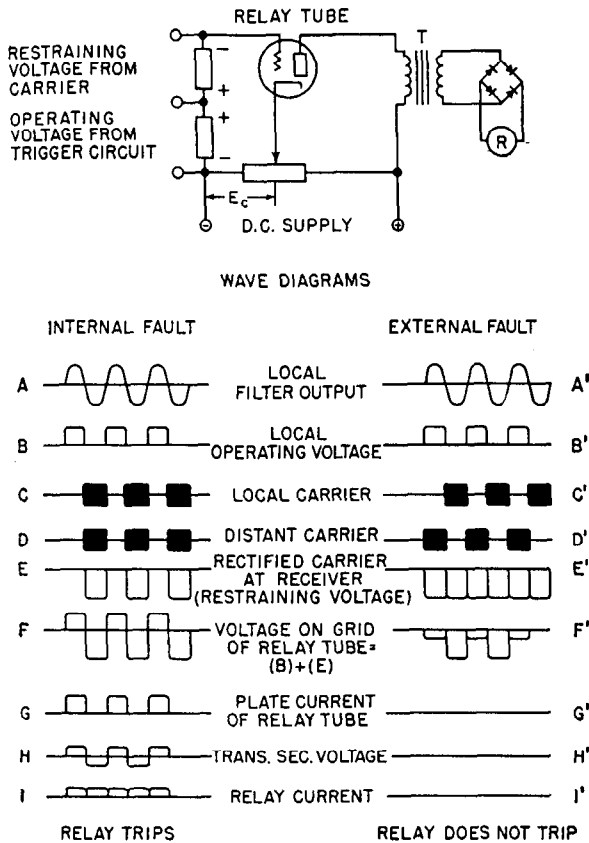 RELAY TUBE
T
RESTRAINING
VOLTAGE FROM
CARRIER
−
+
OPERATING
VOLTAGE FROM
TRIGGER CIRCUIT
+
−
R
E_c
⊖ D.C. SUPPLY ⊕
WAVE DIAGRAMS
INTERNAL FAULT EXTERNAL FAULT
A LOCAL A'
FILTER OUTPUT
B LOCAL B'
OPERATING VOLTAGE
C LOCAL CARRIER C'
D DISTANT CARRIER D'
E RECTIFIED CARRIER E'
AT RECEIVER
(RESTRAINING VOLTAGE)
F VOLTAGE ON GRID F'
OF RELAY TUBE=
(B)+(E)
G PLATE CURRENT G'
OF RELAY TUBE
H TRANS. SEC. VOLTAGE H'
I RELAY CURRENT I'
RELAY TRIPS RELAY DOES NOT TRIP